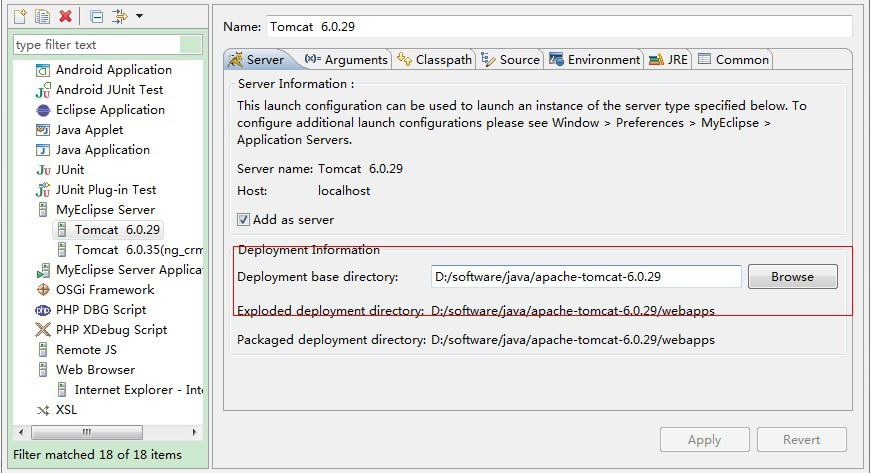 type filter text
Android Application
Android JUnit Test
Eclipse Application
Java Applet
Java Application
JUnit
JUnit Plug-in Test
MyEclipse Server
Tomcat 6.0.29
Tomcat 6.0.35(ng_crm
MyEclipse Server Applica
OSGi Framework
PHP DBG Script
PHP XDebug Script
Remote JS
Web Browser
Internet Explorer - Inte
XSL
Filter matched 18 of 18 items
Name: Tomcat 6.0.29
Server (x)= Arguments Classpath Source Environment JRE Common
Server Information :
This launch configuration can be used to launch an instance of the server type specified below. To
configure additional launch configurations please see Window > Preferences > MyEclipse >
Application Servers.
Server name: Tomcat 6.0.29
Host: localhost
Add as server
Deployment Information
Deployment base directory: D:/software/java/apache-tomcat-6.0.29 Browse
Exploded deployment directory: D:/software/java/apache-tomcat-6.0.29/webapps
Packaged deployment directory: D:/software/java/apache-tomcat-6.0.29/webapps
Apply Revert